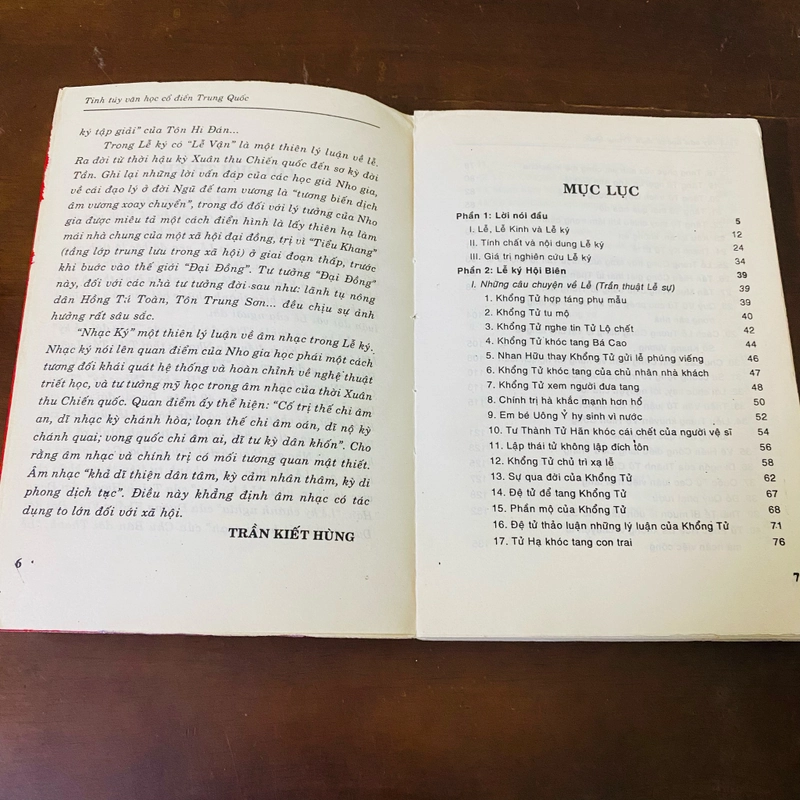 Tinh túy văn học cổ điển Trung Quốc
ký tập giải" của Tôn Hi Đán...
Trong Lễ ký có "Lễ Vận" là một thiên lý luận về lễ.
Ra đời từ thời hậu kỳ Xuân thu Chiến quốc đến sơ kỳ đời
Tần. Ghi lại những lời vấn đáp của các học giả Nho gia,
về cái đạo lý ở đời Ngũ đế tam vương là "tương biến dịch
âm vương xoay chuyển", trong đó đối với lý tưởng của Nho
gia được miêu tả một cách điển hình là lấy thiên hạ làm
mái nhà chung của một xã hội đại đồng, trị vì "Tiểu Khang"
(tầng lớp trung lưu trong xã hội) ở giai đoạn thấp, trước
khi bước vào thế giới "Đại Đồng". Tư tưởng "Đại Đồng"
này, đối với các nhà tư tưởng đời sau như: lãnh tụ nông
dân Hồng Tú Toàn, Tôn Trung Sơn... đều chịu sự ảnh
hưởng rất sâu sắc.
"Nhạc Ký" một thiên lý luận về âm nhạc trong Lễ ký.
Nhạc ký nói lên quan điểm của Nho gia học phái một cách
tương đối khái quát hệ thống và hoàn chỉnh về nghệ thuật
triết học, và tư tưởng mỹ học trong âm nhạc của thời Xuân
thu Chiến quốc. Quan điểm ấy thể hiện: "Cố trị thế chi âm
an, dĩ nhạc kỳ chánh hòa; loạn thế chi âm oán, dĩ nộ kỳ
chánh quai; vong quốc chi âm ai, dĩ tư kỳ dân khốn". Cho
rằng âm nhạc và chính trị có mối tương quan mật thiết.
Âm nhạc "khả dĩ thiện dân tâm, kỳ cảm nhân thâm, kỳ di
phong dịch tục". Điều này khẳng định âm nhạc có tác
dụng to lớn đối với xã hội.
TRẦN KIẾT HÙNG
6
MỤC LỤC
Phần 1: Lời nói đầu 5
I. Lễ, Lễ Kinh và Lễ ký 12
II. Tính chất và nội dung Lễ ký 24
III. Giá trị nghiên cứu Lễ ký 34
Phần 2: Lễ ký Hội Biên 39
I. Những câu chuyện về Lễ (Trần thuật Lễ sự) 39
1. Khổng Tử hợp táng phụ mẫu 39
2. Khổng Tử tu mộ 40
3. Khổng Tử nghe tin Tử Lộ chết 42
4. Khổng Tử khóc tang Bá Cao 44
5. Nhan Hữu thay Khổng Tử gửi lễ phúng viếng 46
6. Khổng Tử khóc tang của chủ nhân nhà khách 47
7. Khổng Tử xem người đưa tang 48
8. Chính trị hà khắc mạnh hơn hổ 50
9. Em bé Uông Ỷ hy sinh vì nước 52
10. Tư Thành Tử Hãn khóc cái chết của người vệ sĩ 54
11. Lập thái tử không lập đích tôn 56
12. Khổng Tử chủ trì xạ lễ 58
13. Sự qua đời của Khổng Tử 62
14. Đệ tử để tang Khổng Tử 67
15. Phần mộ của Khổng Tử 68
16. Đệ tử thảo luận những lý luận của Khổng Tử 71
17. Tử Hạ khóc tang con trai 76
7